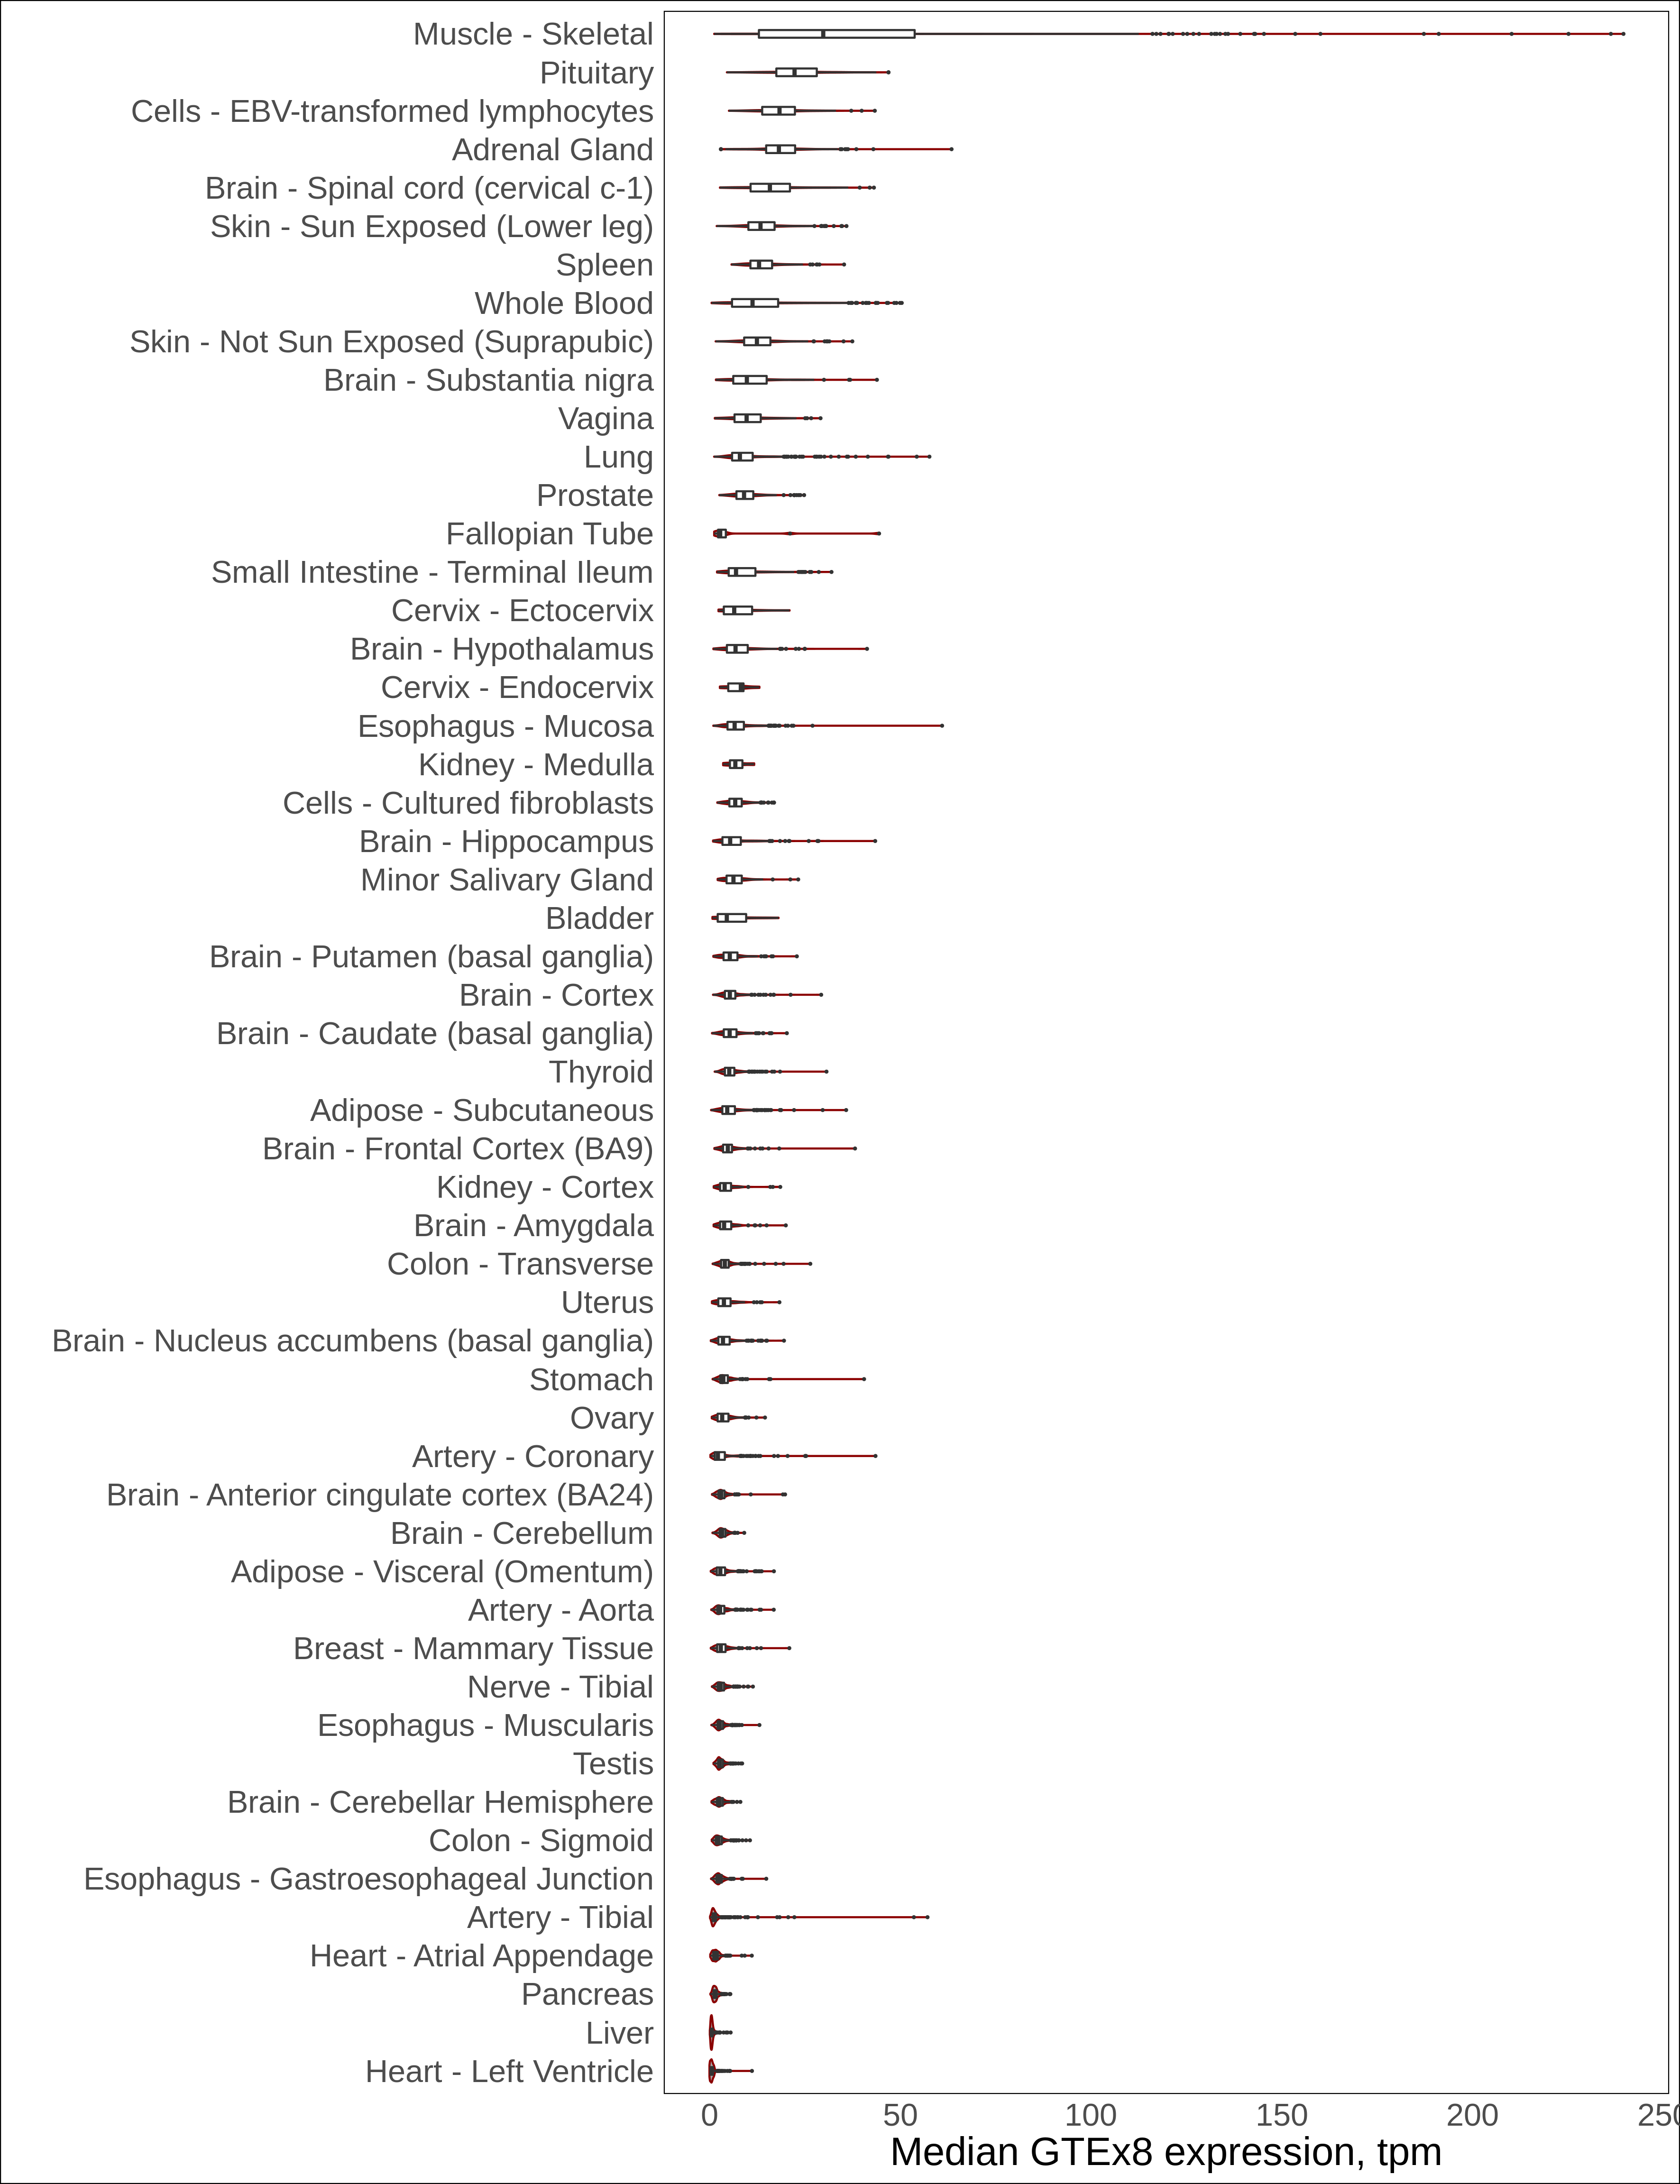 Muscle - Skeletal
Pituitary
Cells - EBV-transformed lymphocytes
Adrenal Gland
Brain - Spinal cord (cervical c-1)
Skin - Sun Exposed (Lower leg)
Spleen
Whole Blood
Skin - Not Sun Exposed (Suprapubic)
Brain - Substantia nigra
Vagina
Lung
Prostate
Fallopian Tube
Small Intestine - Terminal Ileum
Cervix - Ectocervix
Brain - Hypothalamus
Cervix - Endocervix
Esophagus - Mucosa
Kidney - Medulla
Cells - Cultured fibroblasts
Brain - Hippocampus
Minor Salivary Gland
Bladder
Brain - Putamen (basal ganglia)
Brain - Cortex
Brain - Caudate (basal ganglia)
Thyroid
Adipose - Subcutaneous
Brain - Frontal Cortex (BA9)
Kidney - Cortex
Brain - Amygdala
Colon - Transverse
Uterus
Brain - Nucleus accumbens (basal ganglia)
Stomach
Ovary
Artery - Coronary
Brain - Anterior cingulate cortex (BA24)
Brain - Cerebellum
Adipose - Visceral (Omentum)
Artery - Aorta
Breast - Mammary Tissue
Nerve - Tibial
Esophagus - Muscularis
Testis
Brain - Cerebellar Hemisphere
Colon - Sigmoid
Esophagus - Gastroesophageal Junction
Artery - Tibial
Heart - Atrial Appendage
Pancreas
Liver
Heart - Left Ventricle
0 50 100 150 200 250
Median GTEx8 expression, tpm